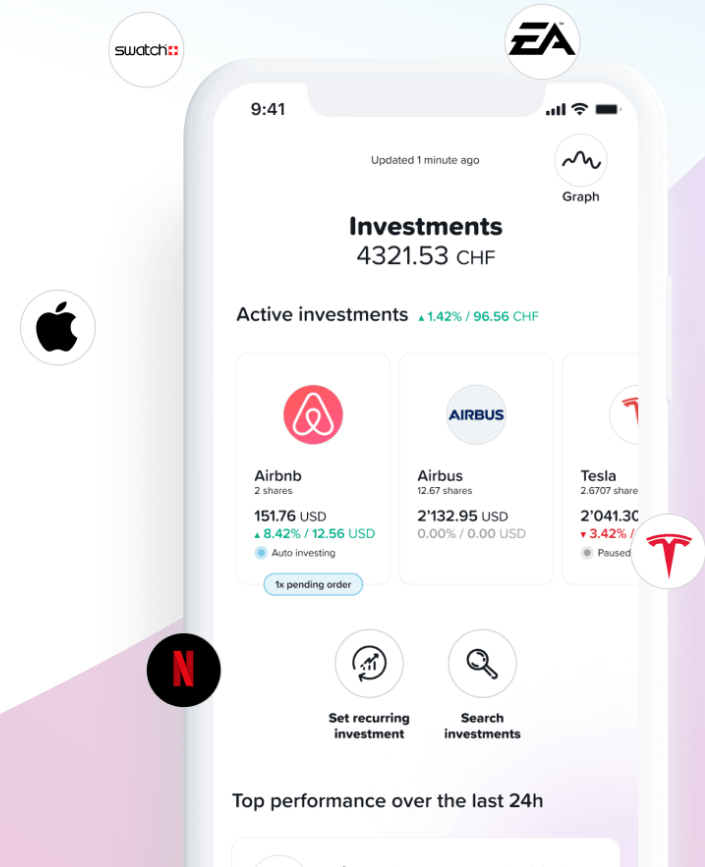 swatch
EA
9:41
Updated 1 minute ago
Graph
Investments
4321.53 CHF
Active investments ▲ 1.42% / 96.56 CHF
AIRBUS
Airbnb
2 shares
151.76 USD
▲ 8.42% / 12.56 USD
Auto investing
1x pending order
Airbus
12.67 shares
2’132.95 USD
0.00% / 0.00 USD
Tesla
2.6707 share
2’041.30
▼ 3.42% /
Paused
N
Set recurring
investment
Search
investments
Top performance over the last 24h